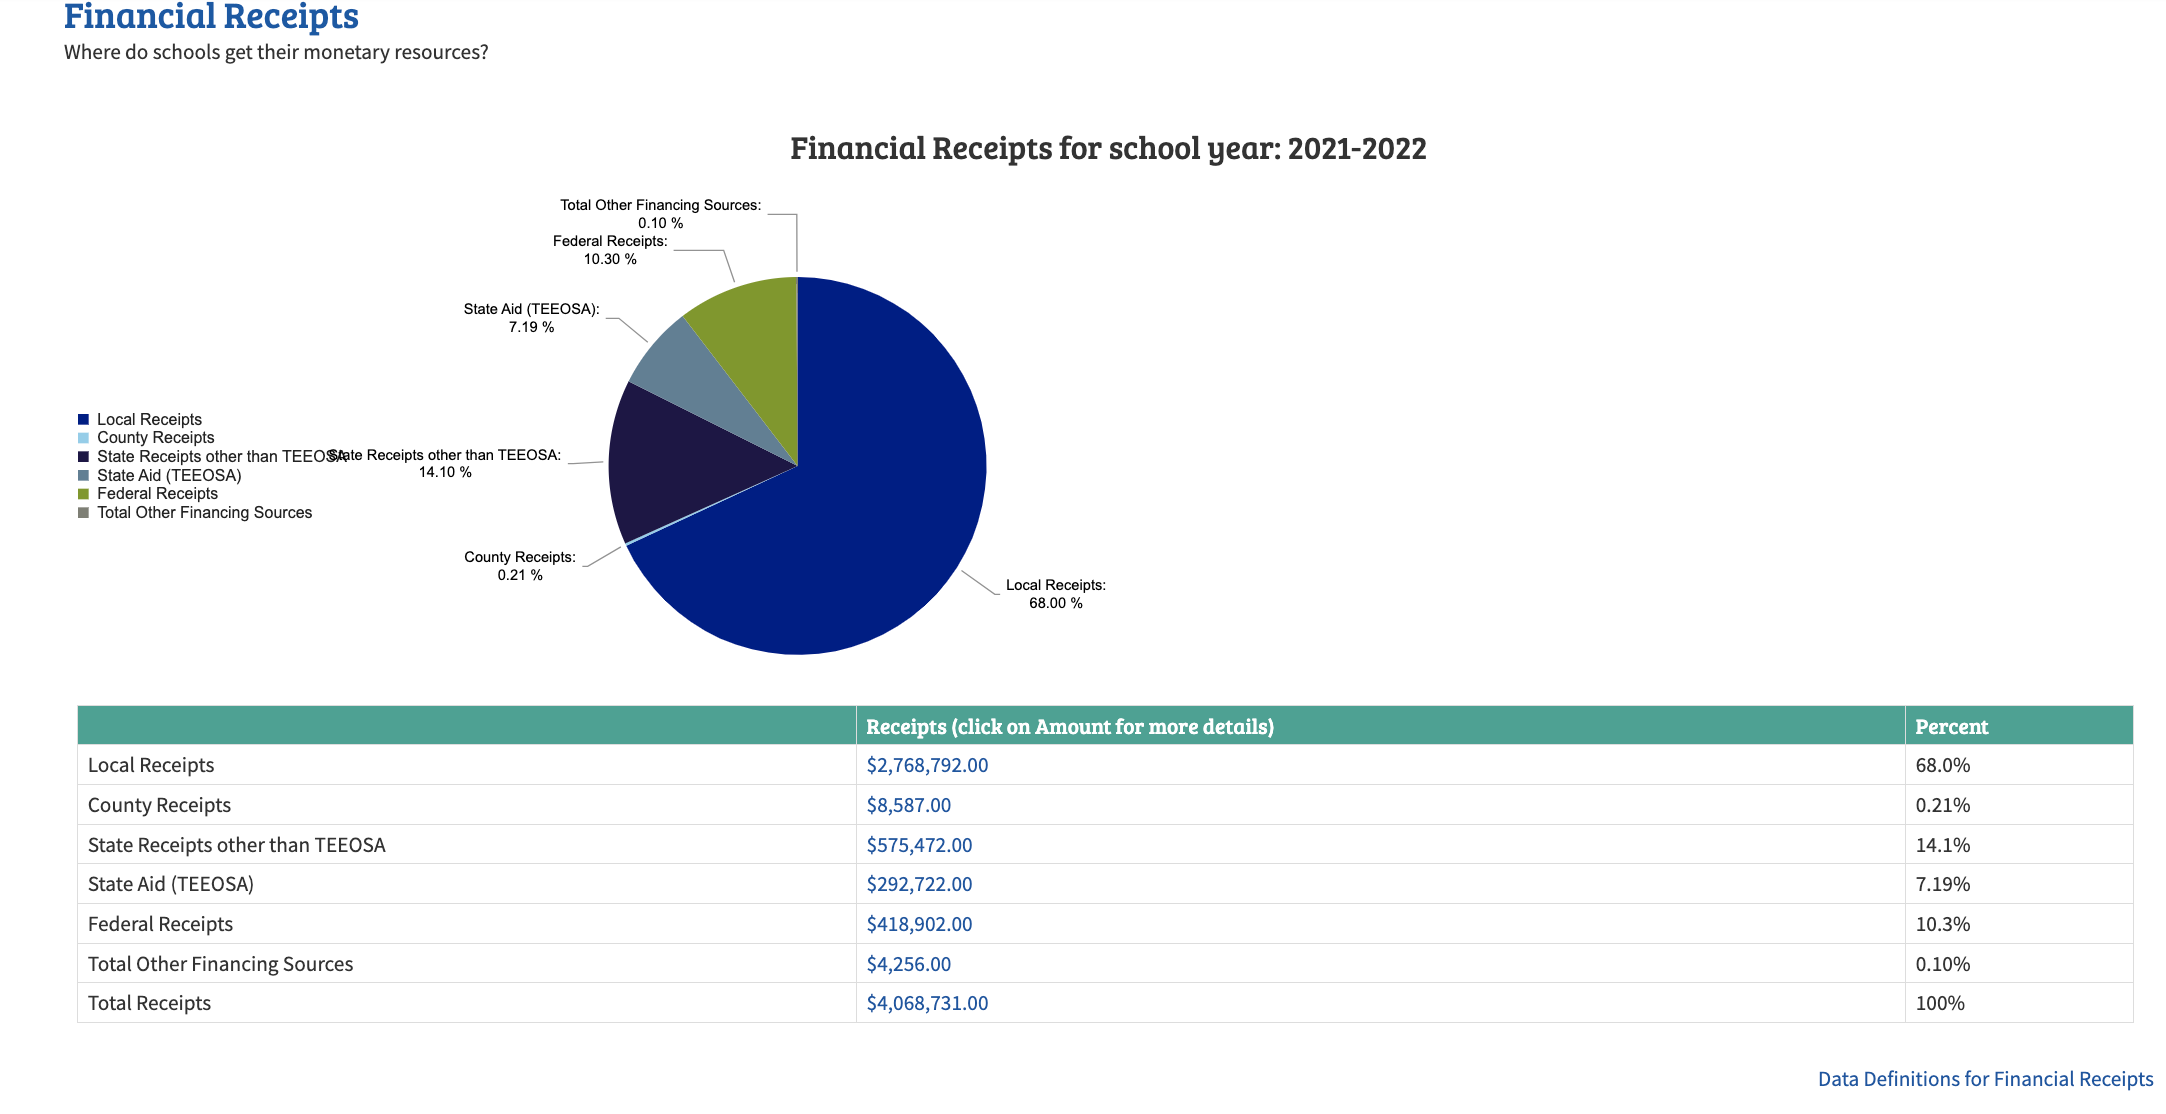 Financial Receipts
Where do schools get their monetary resources?
Financial Receipts for school year: 2021-2022
Total Other Financing Sources:
0.10 %
Federal Receipts:
10.30 %
State Aid (TEEOSA):
7.19 %
Local Receipts
County Receipts
State Receipts other than TEEOSA
State Aid (TEEOSA)
Federal Receipts
Total Other Financing Sources
State Receipts other than TEEOSA:
14.10 %
County Receipts:
0.21 %
Local Receipts:
68.00 %
Receipts (click on Amount for more details) Percent
Local Receipts $2,768,792.00 68.0%
County Receipts $8,587.00 0.21%
State Receipts other than TEEOSA $575,472.00 14.1%
State Aid (TEEOSA) $292,722.00 7.19%
Federal Receipts $418,902.00 10.3%
Total Other Financing Sources $4,256.00 0.10%
Total Receipts $4,068,731.00 100%
Data Definitions for Financial Receipts